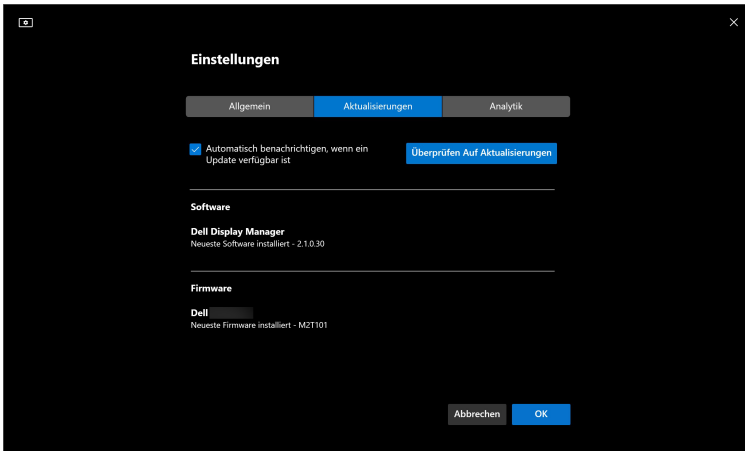 Einstellungen
Allgemein
Aktualisierungen
Analytik
Automatisch benachrichtigen, wenn ein
Update verfügbar ist
Überprüfen Auf Aktualisierungen
Software
Dell Display Manager
Neueste Software installiert - 2.1.0.30
Firmware
Dell
Neueste Firmware installiert - M2T101
Abbrechen
OK